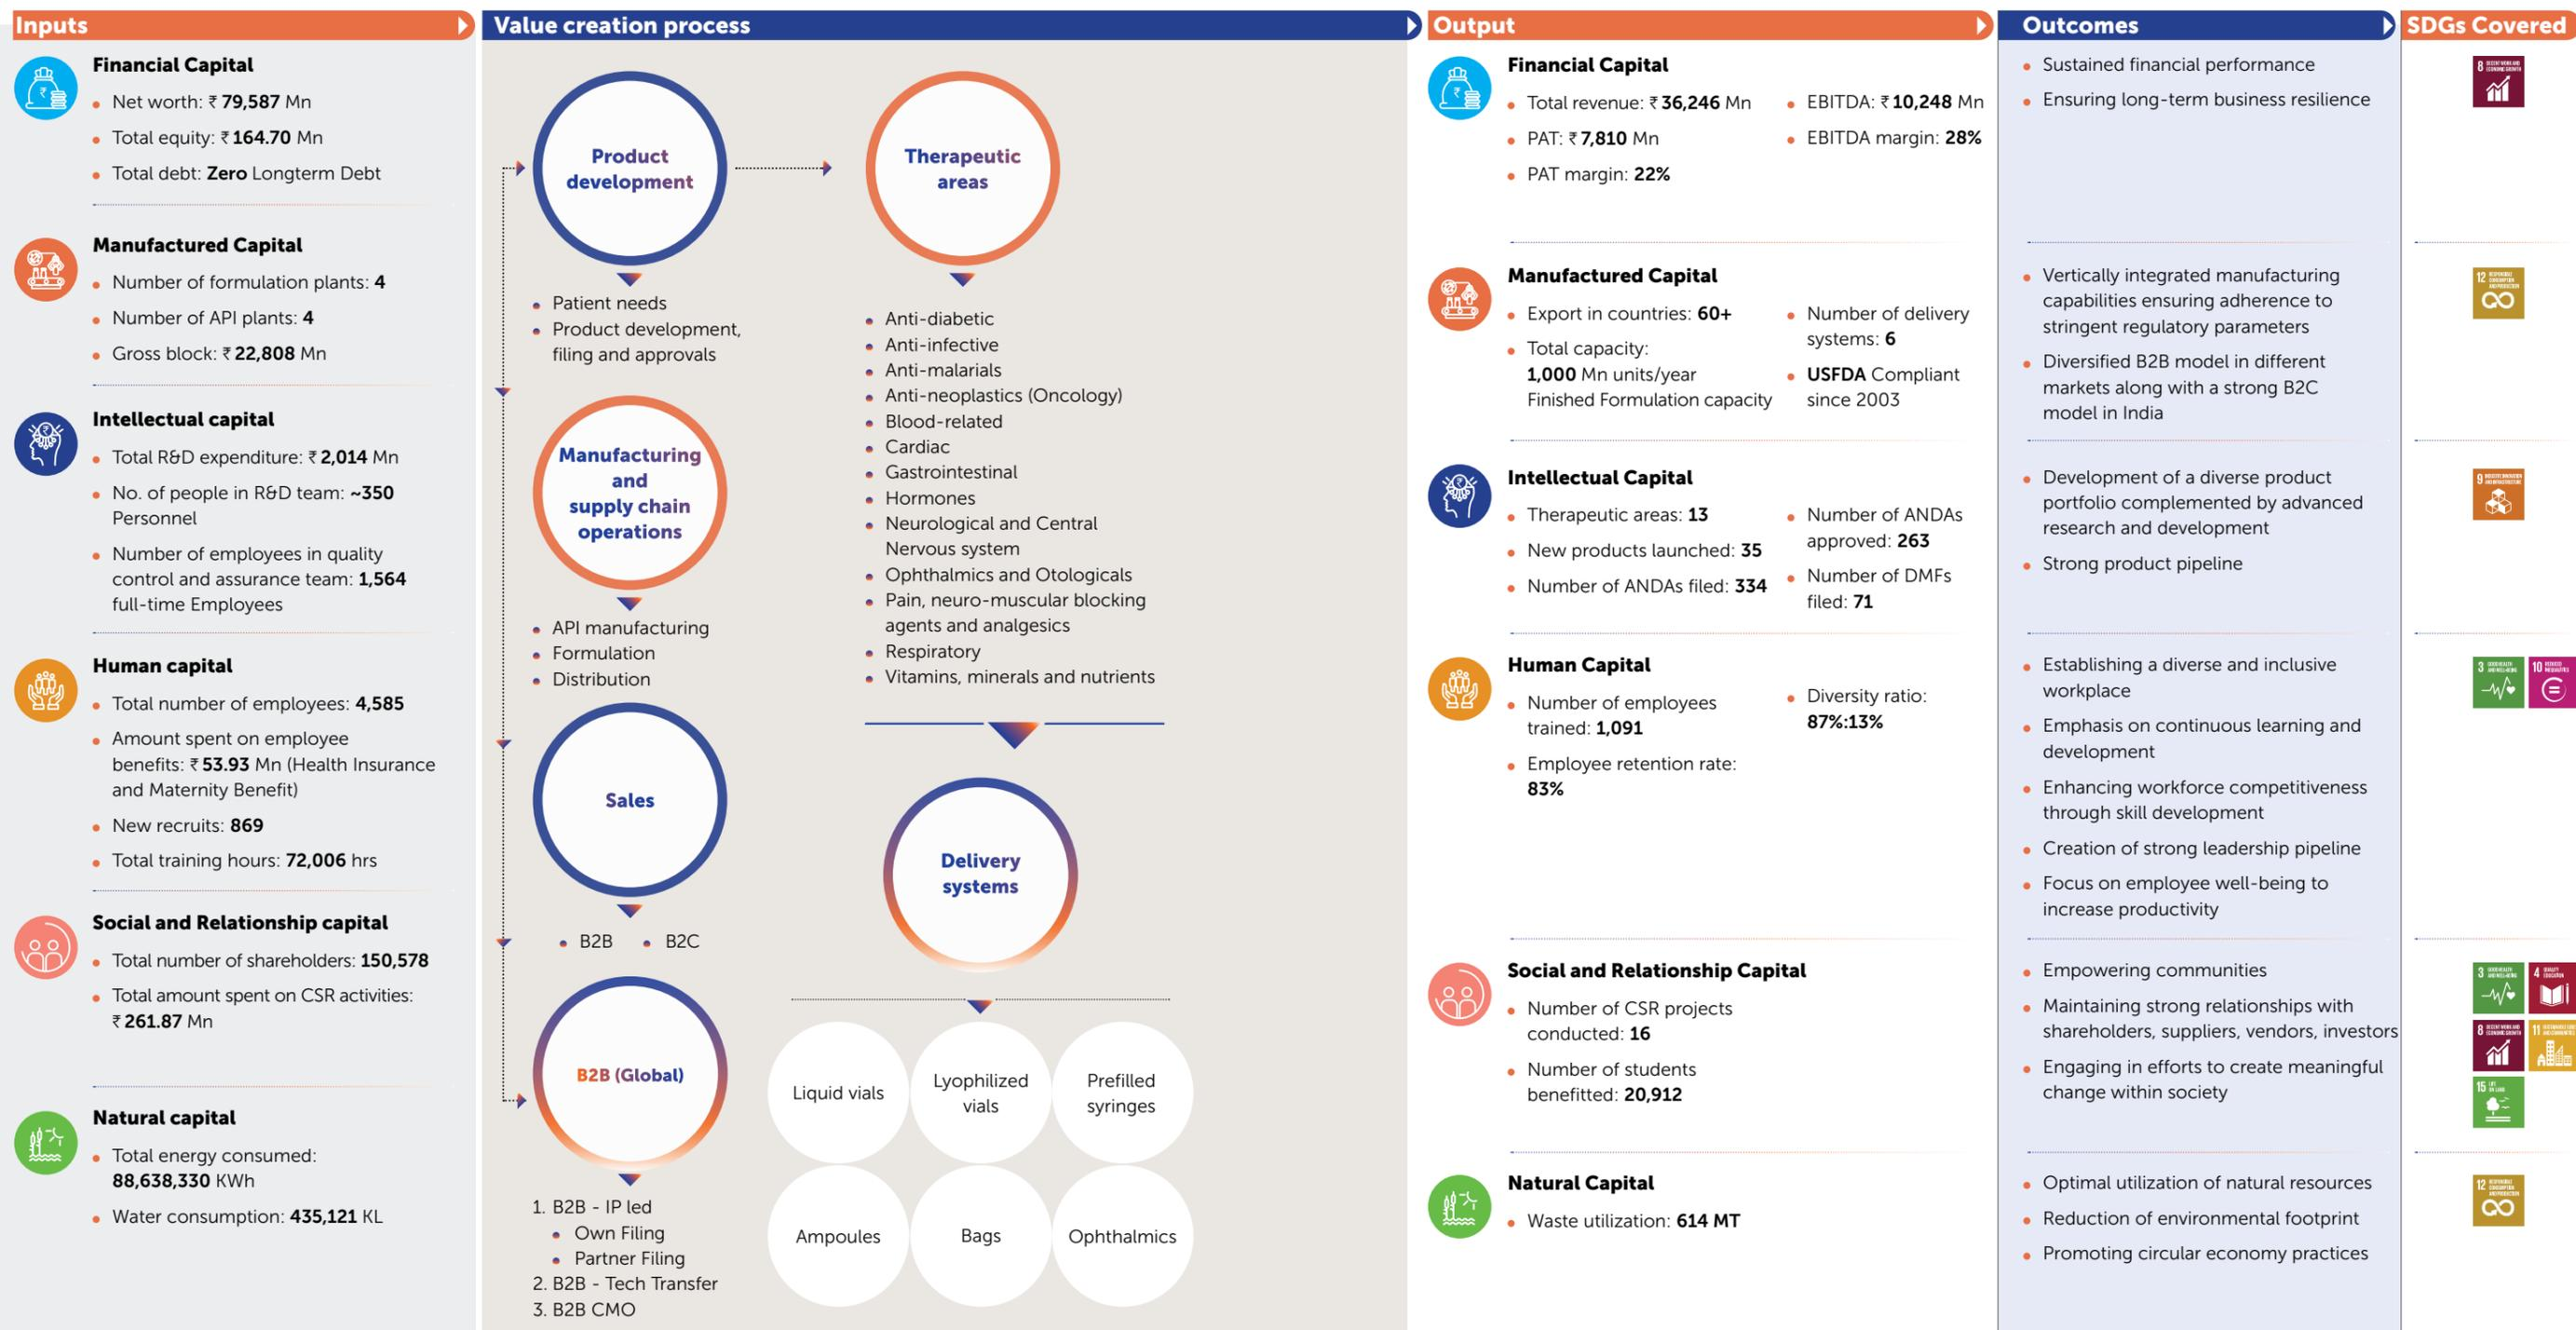 Inputs
Financial Capital
Net worth: ₹ 79,587 Mn
Total equity: ₹ 164.70 Mn
Total debt: Zero Longterm Debt
Manufactured Capital
Number of formulation plants: 4
Number of API plants: 4
Gross block: ₹ 22,808 Mn
Intellectual capital
Total R&D expenditure: ₹ 2,014 Mn
No. of people in R&D team: ~350
Personnel
Number of employees in quality
control and assurance team: 1,564
full-time Employees
Human capital
Total number of employees: 4,585
Amount spent on employee
benefits: ₹ 53.93 Mn (Health Insurance
and Maternity Benefit)
New recruits: 869
Total training hours: 72,006 hrs
Social and Relationship capital
Total number of shareholders: 150,578
Total amount spent on CSR activities:
₹ 261.87 Mn
Natural capital
Total energy consumed:
88,638,330 KWh
Water consumption: 435,121 KL
Value creation process
Product
development
Patient needs
Product development,
filing and approvals
Manufacturing
and
supply chain
operations
API manufacturing
Formulation
Distribution
Sales
B2B
B2C
B2B (Global)
1. B2B - IP led
Own Filing
Partner Filing
2. B2B - Tech Transfer
3. B2B CMO
Therapeutic
areas
Anti-diabetic
Anti-infective
Anti-malarials
Anti-neoplastics (Oncology)
Blood-related
Cardiac
Gastrointestinal
Hormones
Neurological and Central
Nervous system
Ophthalmics and Otologicals
Pain, neuro-muscular blocking
agents and analgesics
Respiratory
Vitamins, minerals and nutrients
Delivery
systems
Liquid vials
Lyophilized
vials
Prefilled
syringes
Ampoules
Bags
Ophthalmics
Output
Financial Capital
Total revenue: ₹ 36,246 Mn
PAT: ₹ 7,810 Mn
PAT margin: 22%
EBITDA: ₹ 10,248 Mn
EBITDA margin: 28%
Manufactured Capital
Export in countries: 60+
Total capacity:
1,000 Mn units/year
Finished Formulation capacity
Number of delivery
systems: 6
USFDA Compliant
since 2003
Intellectual Capital
Therapeutic areas: 13
New products launched: 35
Number of ANDAs filed: 334
Number of ANDAs
approved: 263
Number of DMFs
filed: 71
Human Capital
Number of employees
trained: 1,091
Employee retention rate:
83%
Diversity ratio:
87%:13%
Social and Relationship Capital
Number of CSR projects
conducted: 16
Number of students
benefitted: 20,912
Natural Capital
Waste utilization: 614 MT
Outcomes
Sustained financial performance
Ensuring long-term business resilience
Vertically integrated manufacturing
capabilities ensuring adherence to
stringent regulatory parameters
Diversified B2B model in different
markets along with a strong B2C
model in India
Development of a diverse product
portfolio complemented by advanced
research and development
Strong product pipeline
Establishing a diverse and inclusive
workplace
Emphasis on continuous learning and
development
Enhancing workforce competitiveness
through skill development
Creation of strong leadership pipeline
Focus on employee well-being to
increase productivity
Empowering communities
Maintaining strong relationships with
shareholders, suppliers, vendors, investors
Engaging in efforts to create meaningful
change within society
Optimal utilization of natural resources
Reduction of environmental footprint
Promoting circular economy practices
SDGs Covered
8
12
9
3
10
3
4
8
11
15
12